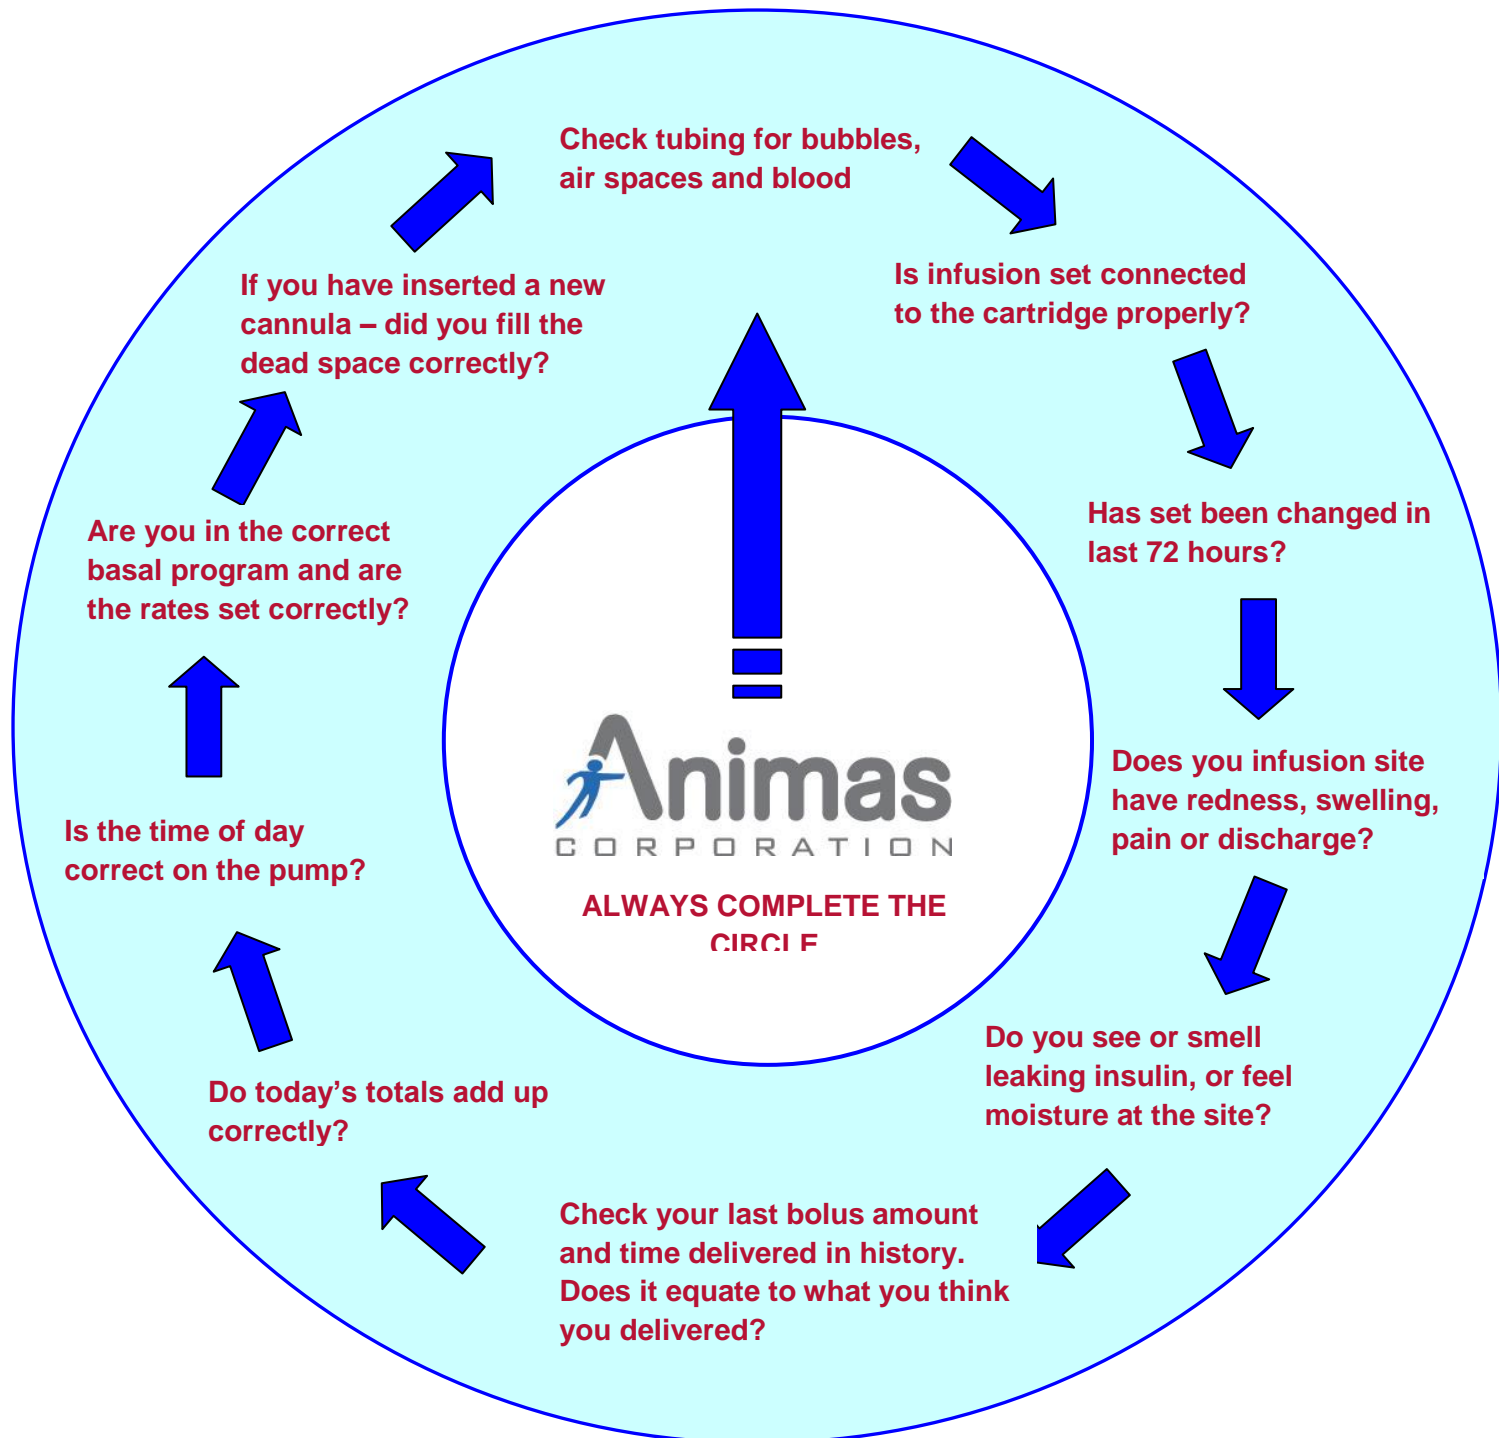 Check tubing for bubbles,
air spaces and blood
Is infusion set connected
to the cartridge properly?
Has set been changed in
last 72 hours?
Does you infusion site
have redness, swelling,
pain or discharge?
Do you see or smell
leaking insulin, or feel
moisture at the site?
Check your last bolus amount
and time delivered in history.
Does it equate to what you think
you delivered?
Do today’s totals add up
correctly?
Is the time of day
correct on the pump?
Are you in the correct
basal program and are
the rates set correctly?
If you have inserted a new
cannula – did you fill the
dead space correctly?
Animas
CORPORATION
ALWAYS COMPLETE THE
CIRCLE